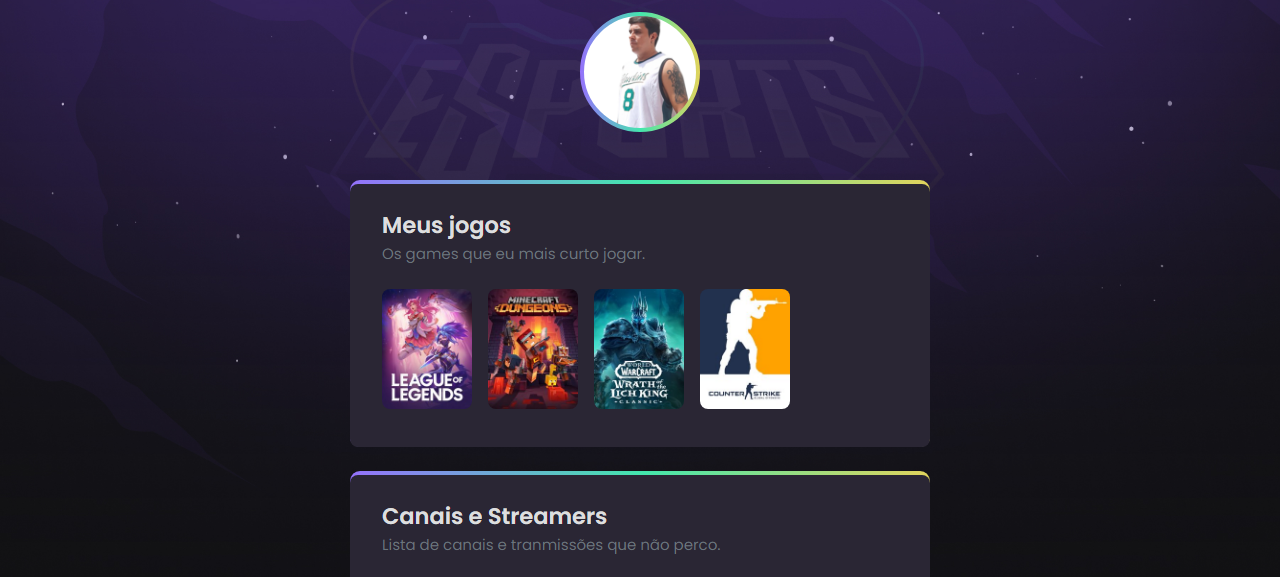 ESPORTS
8
Meus jogos
Os games que eu mais curto jogar.
LEAGUE OF
LEGENDS
MINECRAFT
DUNGEONS
WORLD
WARCRAFT
WRATH of the
LICH KING
CLASSIC
COUNTER STRIKE
Canais e Streamers
Lista de canais e tranmissões que não perco.